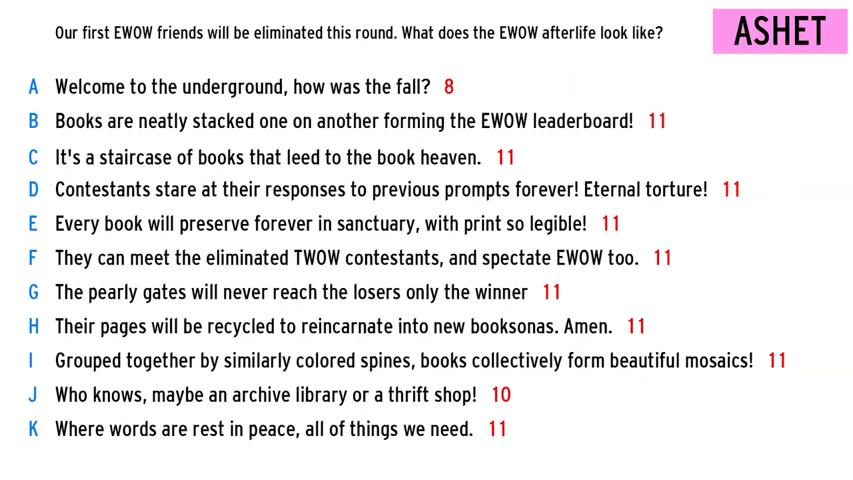 Our first EWOW friends will be eliminated this round. What does the EWOW afterlife look like?
ASHET
A Welcome to the underground, how was the fall? 8
B Books are neatly stacked one on another forming the EWOW leaderboard! 11
C It's a staircase of books that leed to the book heaven. 11
D Contestants stare at their responses to previous prompts forever! Eternal torture! 11
E Every book will preserve forever in sanctuary, with print so legible! 11
F They can meet the eliminated TWOW contestants, and spectate EWOW too. 11
G The pearly gates will never reach the losers only the winner 11
H Their pages will be recycled to reincarnate into new booksonas. Amen. 11
I Grouped together by similarly colored spines, books collectively form beautiful mosaics! 11
J Who knows, maybe an archive library or a thrift shop! 10
K Where words are rest in peace, all of things we need. 11